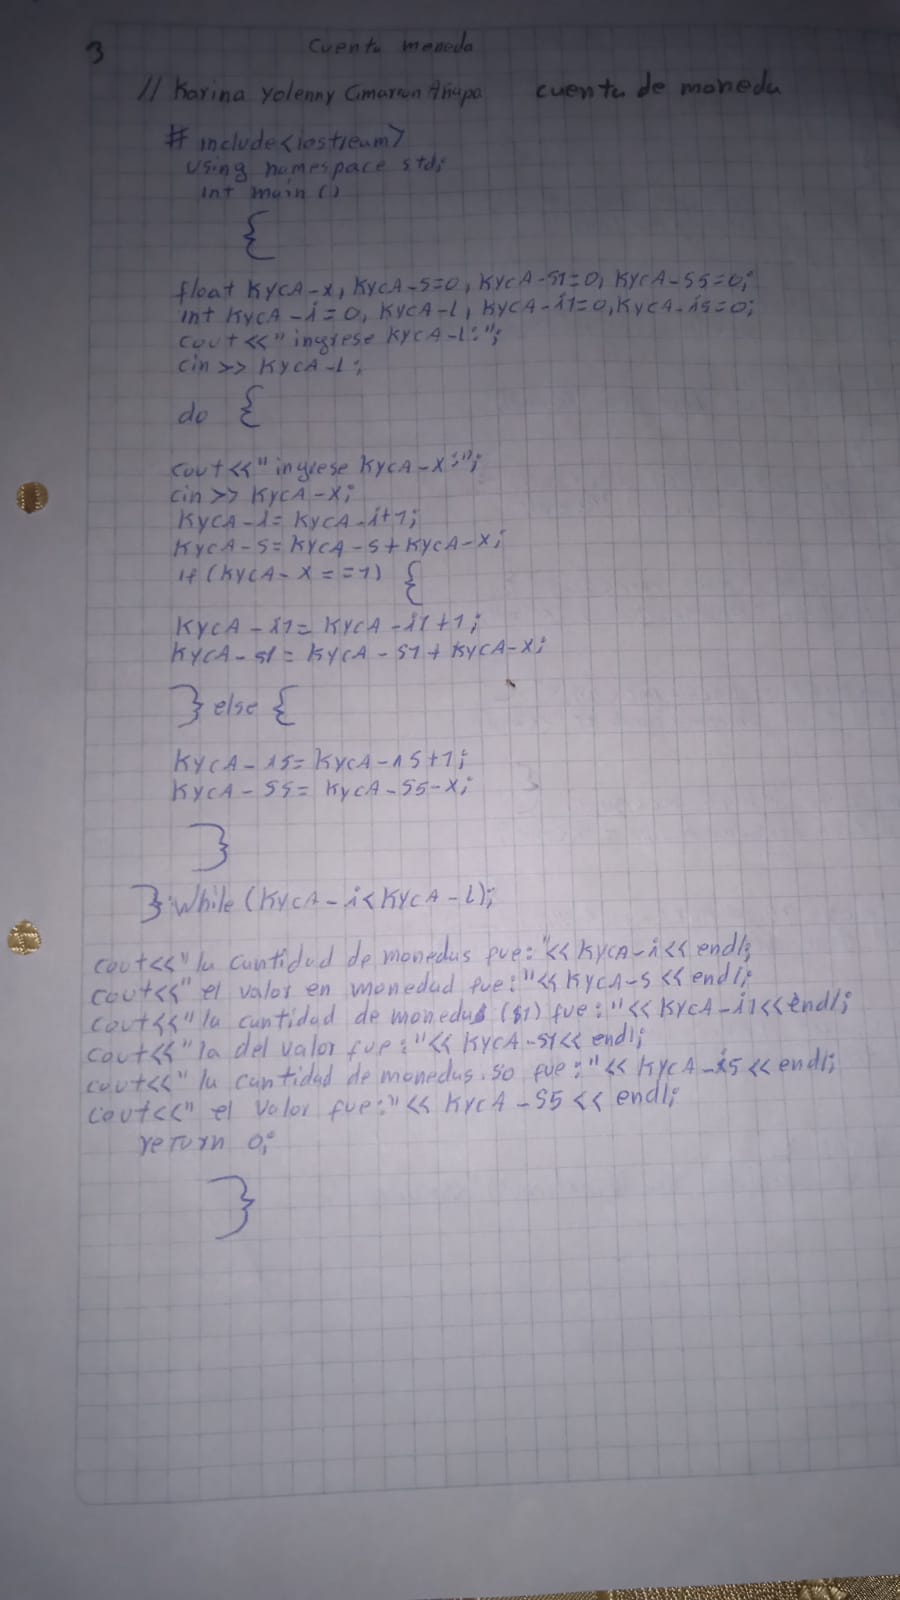 3
Cuenta moneda
// Karina Yolenny Cimarron Añapa cuenta de moneda
# include<iostream>
using namespace std;
int main ()
{
float KYCA-x, KYCA-S=0, KYCA-S1=0, KYCA-S5=0;
int KYCA-i=0, KYCA-L, KYCA-i1=0, KYCA-i5=0;
cout <<"ingrese KYCA-L:";
cin >> KYCA-L;
do {
cout<<"ingrese KYCA-X:";
cin >> KYCA-X;
KYCA-i= KYCA-i+1;
KYCA-S= KYCA-S+KYCA-X;
if (KYCA-X==1) {
KYCA-i1= KYCA-i1+1;
KYCA-S1= KYCA-S1+KYCA-X;
} else {
KYCA-i5= KYCA-i5+1;
KYCA-S5= KYCA-S5-X;
}
} While (KYCA-i<KYCA-L);
cout<<"la cantidad de monedas fue:"<< KYCA-i<< endl;
cout<<"el valor en monedad fue:"<< KYCA-S << endl;
cout<<"la cantidad de monedas ($1) fue:"<< KYCA-i1<<endl;
cout<<"la del valor fue:"<< KYCA-S1<< endl;
cout<<"la cantidad de monedas.50 fue:"<< KYCA-i5<< endl;
cout<<"el valor fue:"<< KYCA-S5 << endl;
return 0;
}